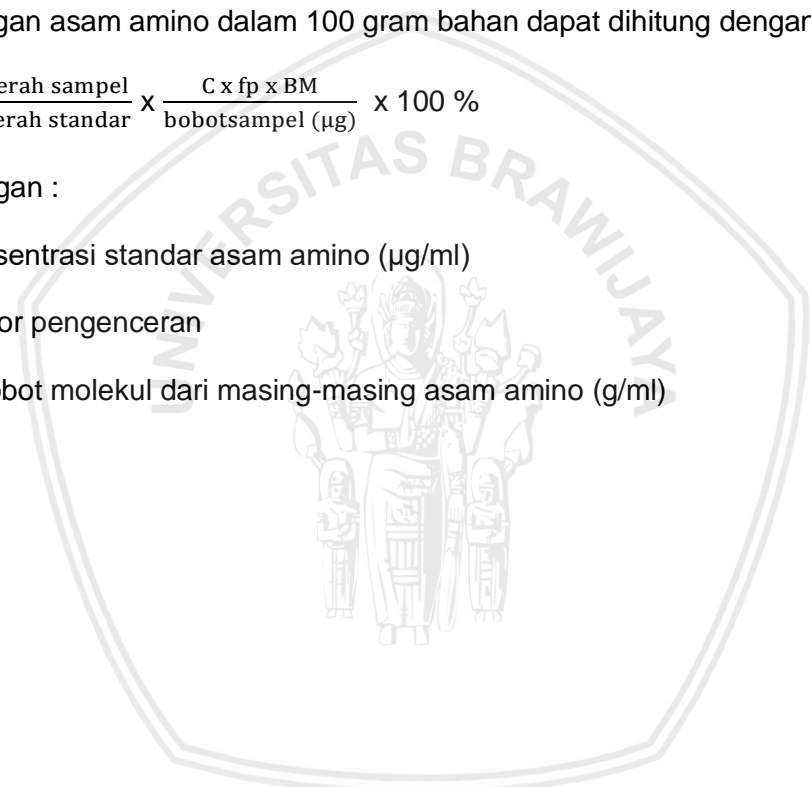 gan asam amino dalam 100 gram bahan dapat dihitung dengan
erah sampel / erah standar x C x fp x BM / bobotsampel (µg) x 100 %
gan :
sentrasi standar asam amino (µg/ml)
or pengenceran
obot molekul dari masing-masing asam amino (g/ml)
UNIVERSITAS BRAWIJAYA